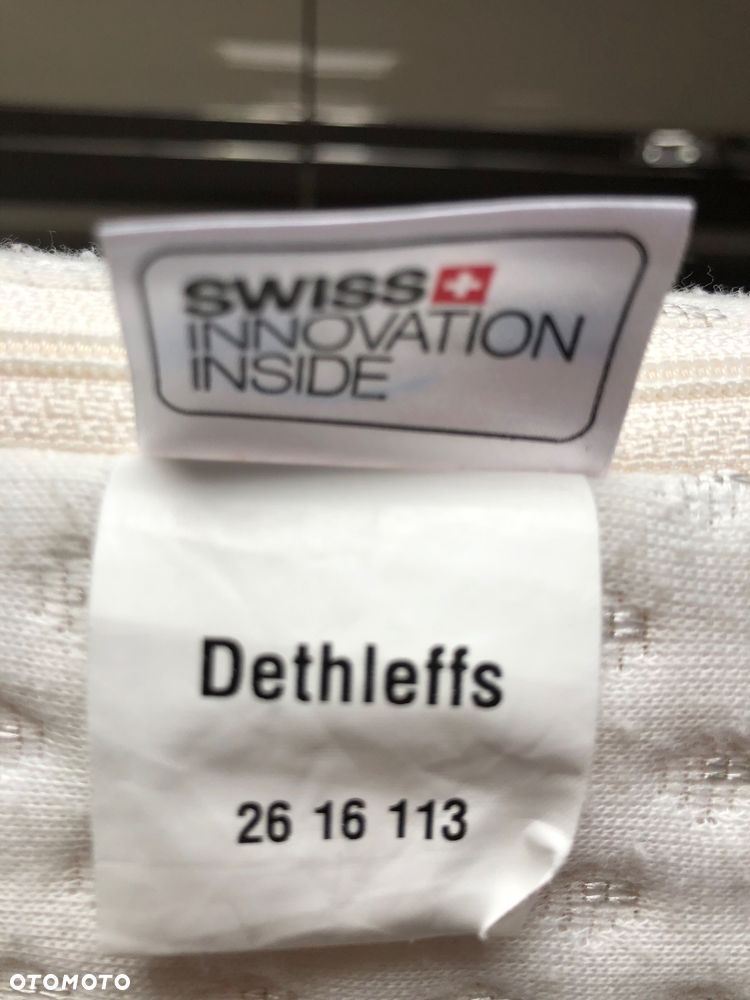 SWISS
INNOVATION
INSIDE
Dethleffs
26 16 113
OTOMOTO